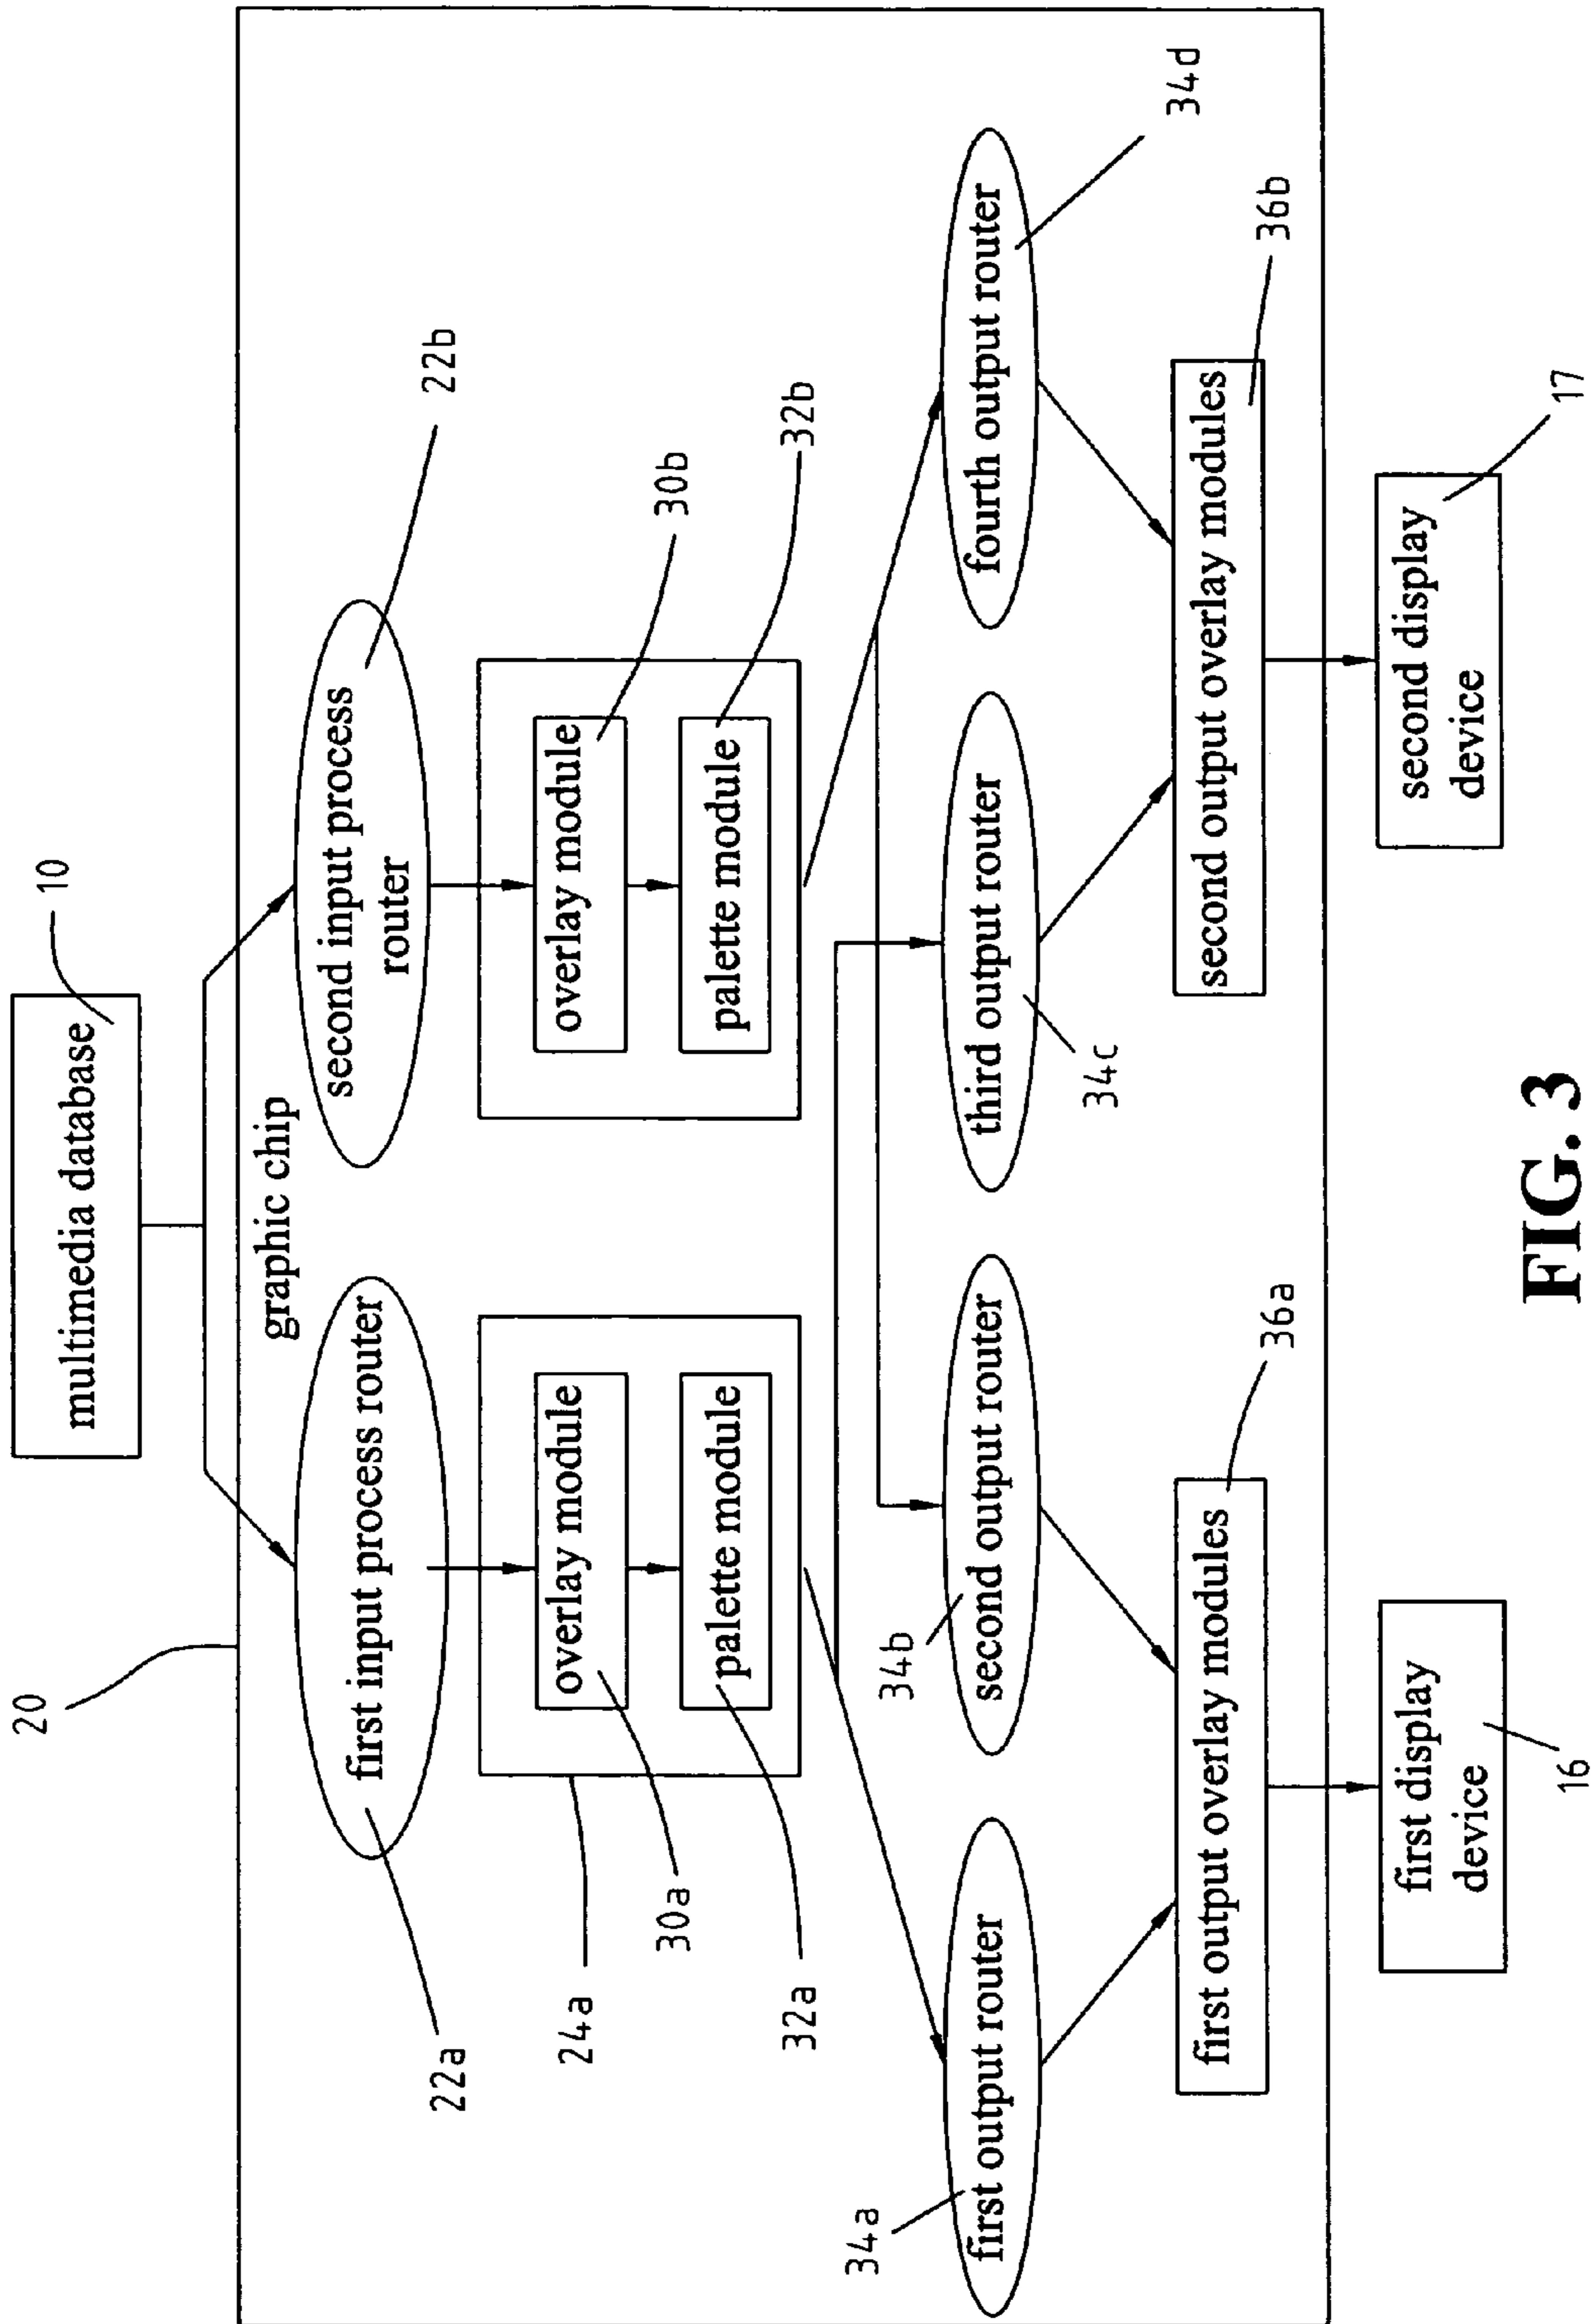 multimedia database
10
20
graphic chip
first input process router
22a
second input process
router
22b
24a
overlay module
30a
palette module
32a
overlay module
30b
palette module
32b
34a
first output router
34b
second output router
third output router
34c
fourth output router
34d
first output overlay modules
36a
second output overlay modules
36b
first display
device
16
second display
device
17
FIG. 3